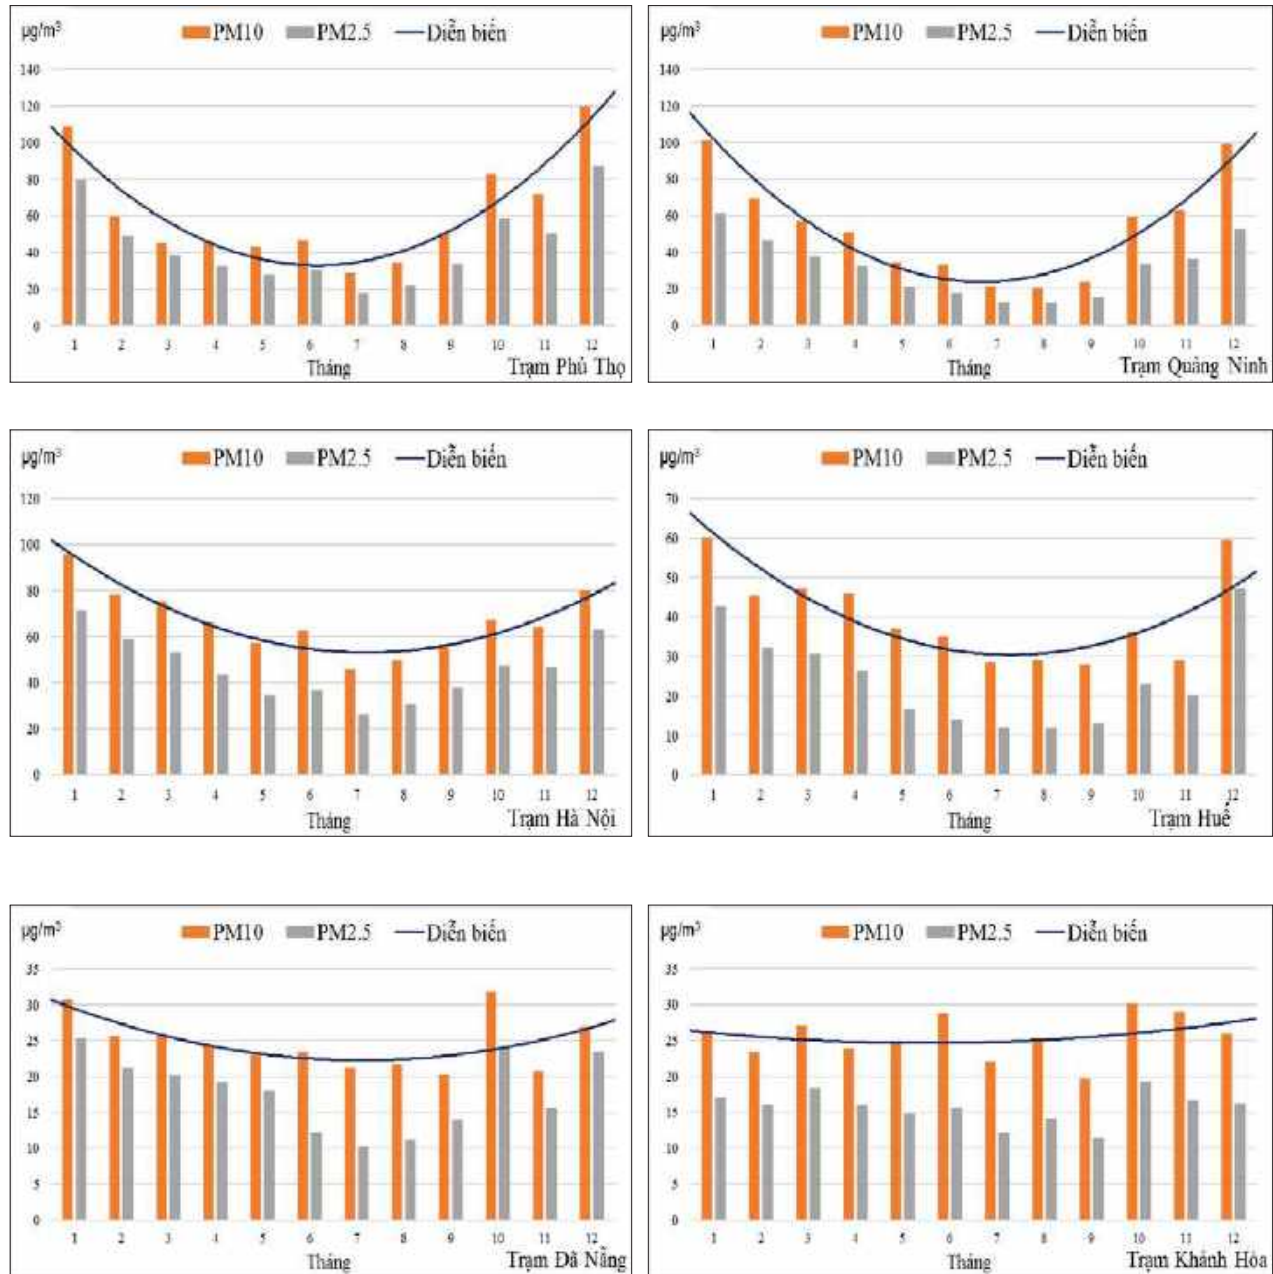 µg/m³ PM10 PM2.5 Diễn biến
140
120
100
80
60
40
20
0
1 2 3 4 5 6 7 8 9 10 11 12
Tháng Trạm Phú Thọ
µg/m³ PM10 PM2.5 Diễn biến
140
120
100
80
60
40
20
0
1 2 3 4 5 6 7 8 9 10 11 12
Tháng Trạm Quảng Ninh
µg/m³ PM10 PM2.5 Diễn biến
120
100
80
60
40
20
0
1 2 3 4 5 6 7 8 9 10 11 12
Tháng Trạm Hà Nội
µg/m³ PM10 PM2.5 Diễn biến
70
60
50
40
30
20
10
0
1 2 3 4 5 6 7 8 9 10 11 12
Tháng Trạm Huế
µg/m³ PM10 PM2.5 Diễn biến
35
30
25
20
15
10
5
0
1 2 3 4 5 6 7 8 9 10 11 12
Tháng Trạm Đà Nẵng
µg/m³ PM10 PM2.5 Diễn biến
35
30
25
20
15
10
5
0
1 2 3 4 5 6 7 8 9 10 11 12
Tháng Trạm Khánh Hòa